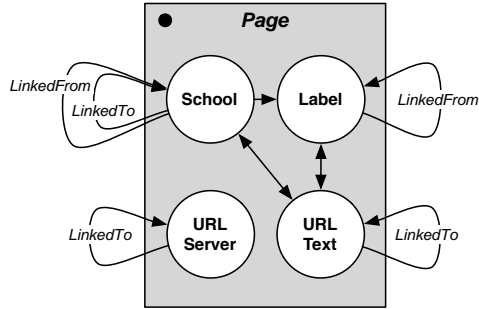 Page
LinkedFrom
LinkedTo
School
Label
LinkedFrom
LinkedTo
URL
Server
URL
Text
LinkedTo